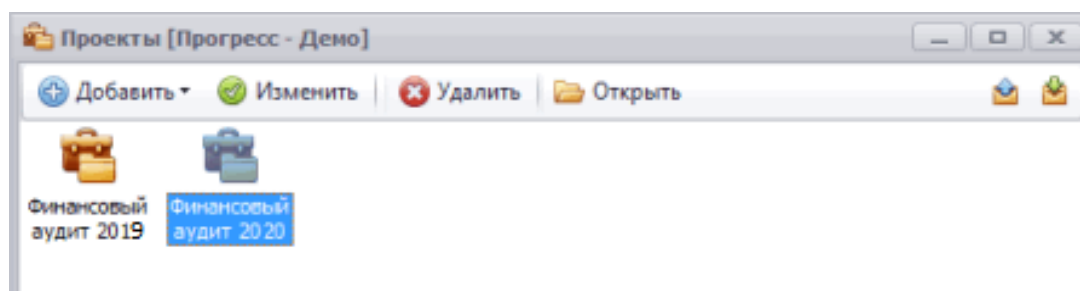 Проекты [Прогресс - Демо]
Добавить Изменить Удалить Открыть
Финансовый аудит 2019
Финансовый аудит 2020